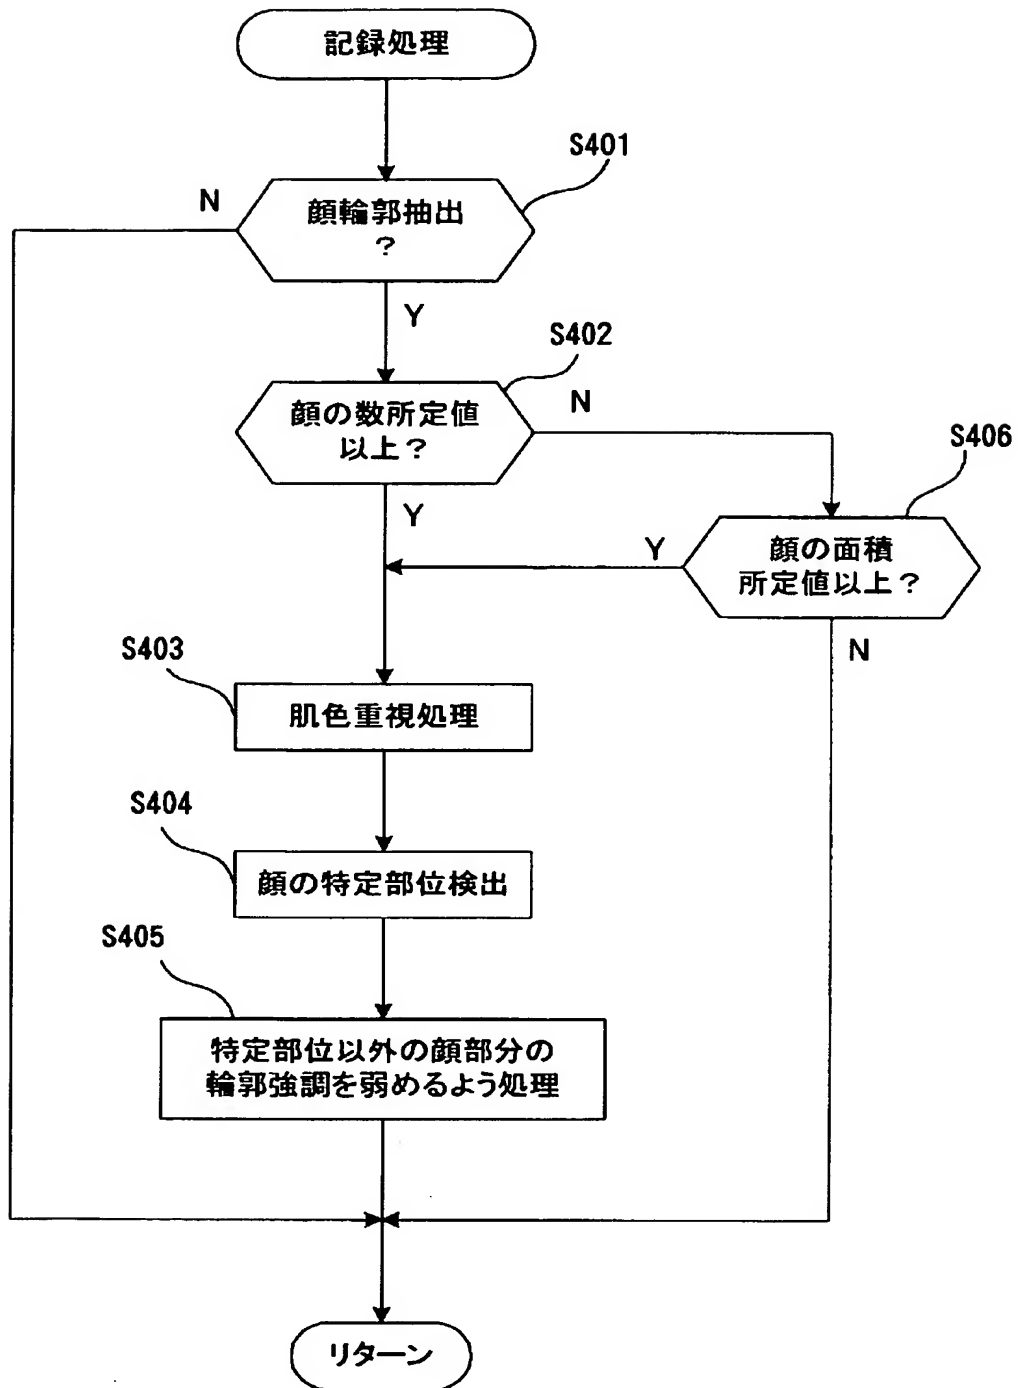 記録処理
S401
N
顔輪郭抽出
?
Y
S402
顔の数所定値
以上?
N
S406
Y
Y
顔の面積
所定値以上?
N
S403
肌色重視処理
S404
顔の特定部位検出
S405
特定部位以外の顔部分の
輪郭強調を弱めるよう処理
リターン